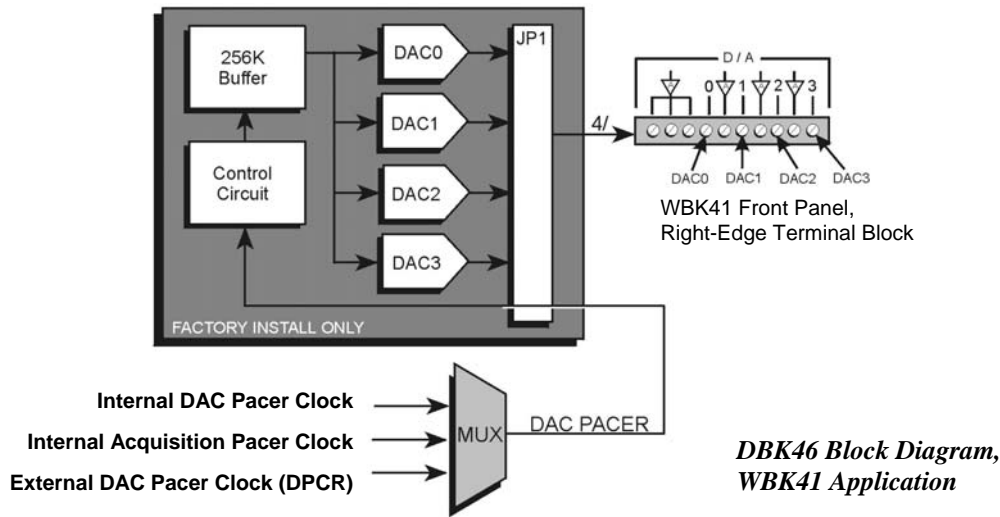 256K
Buffer
Control
Circuit
DAC0
DAC1
DAC2
DAC3
JP1
FACTORY INSTALL ONLY
4/
D / A
A
0
A
1
A
2
A
3
DAC0
DAC1
DAC2
DAC3
WBK41 Front Panel,
Right-Edge Terminal Block
Internal DAC Pacer Clock
Internal Acquisition Pacer Clock
External DAC Pacer Clock (DPCR)
MUX
DAC PACER
DBK46 Block Diagram,
WBK41 Application